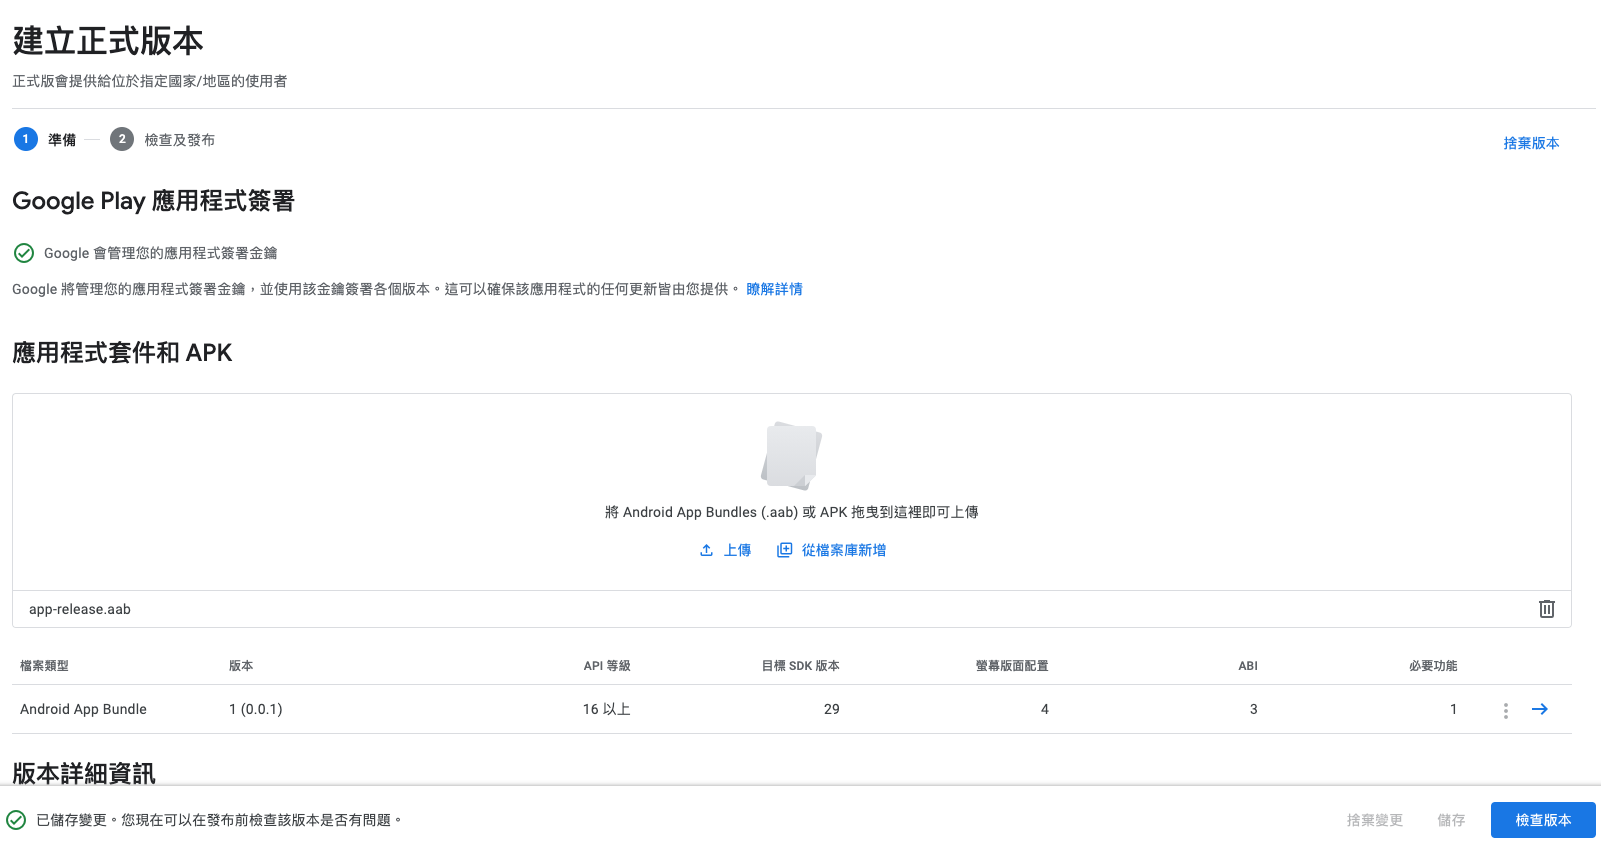 建立正式版本
正式版會提供給位於指定國家/地區的使用者
1 準備 2 檢查及發布
捨棄版本
Google Play 應用程式簽署
Google 會管理您的應用程式簽署金鑰
Google 將管理您的應用程式簽署金鑰，並使用該金鑰簽署各個版本。這可以確保該應用程式的任何更新皆由您提供。 瞭解詳情
應用程式套件和 APK
將 Android App Bundles (.aab) 或 APK 拖曳到這裡即可上傳
上傳 從檔案庫新增
app-release.aab
檔案類型 版本 API 等級 目標 SDK 版本 螢幕版面配置 ABI 必要功能
Android App Bundle 1 (0.0.1) 16 以上 29 4 3 1
版本詳細資訊
已儲存變更。您現在可以在發布前檢查該版本是否有問題。 捨棄變更 儲存 檢查版本